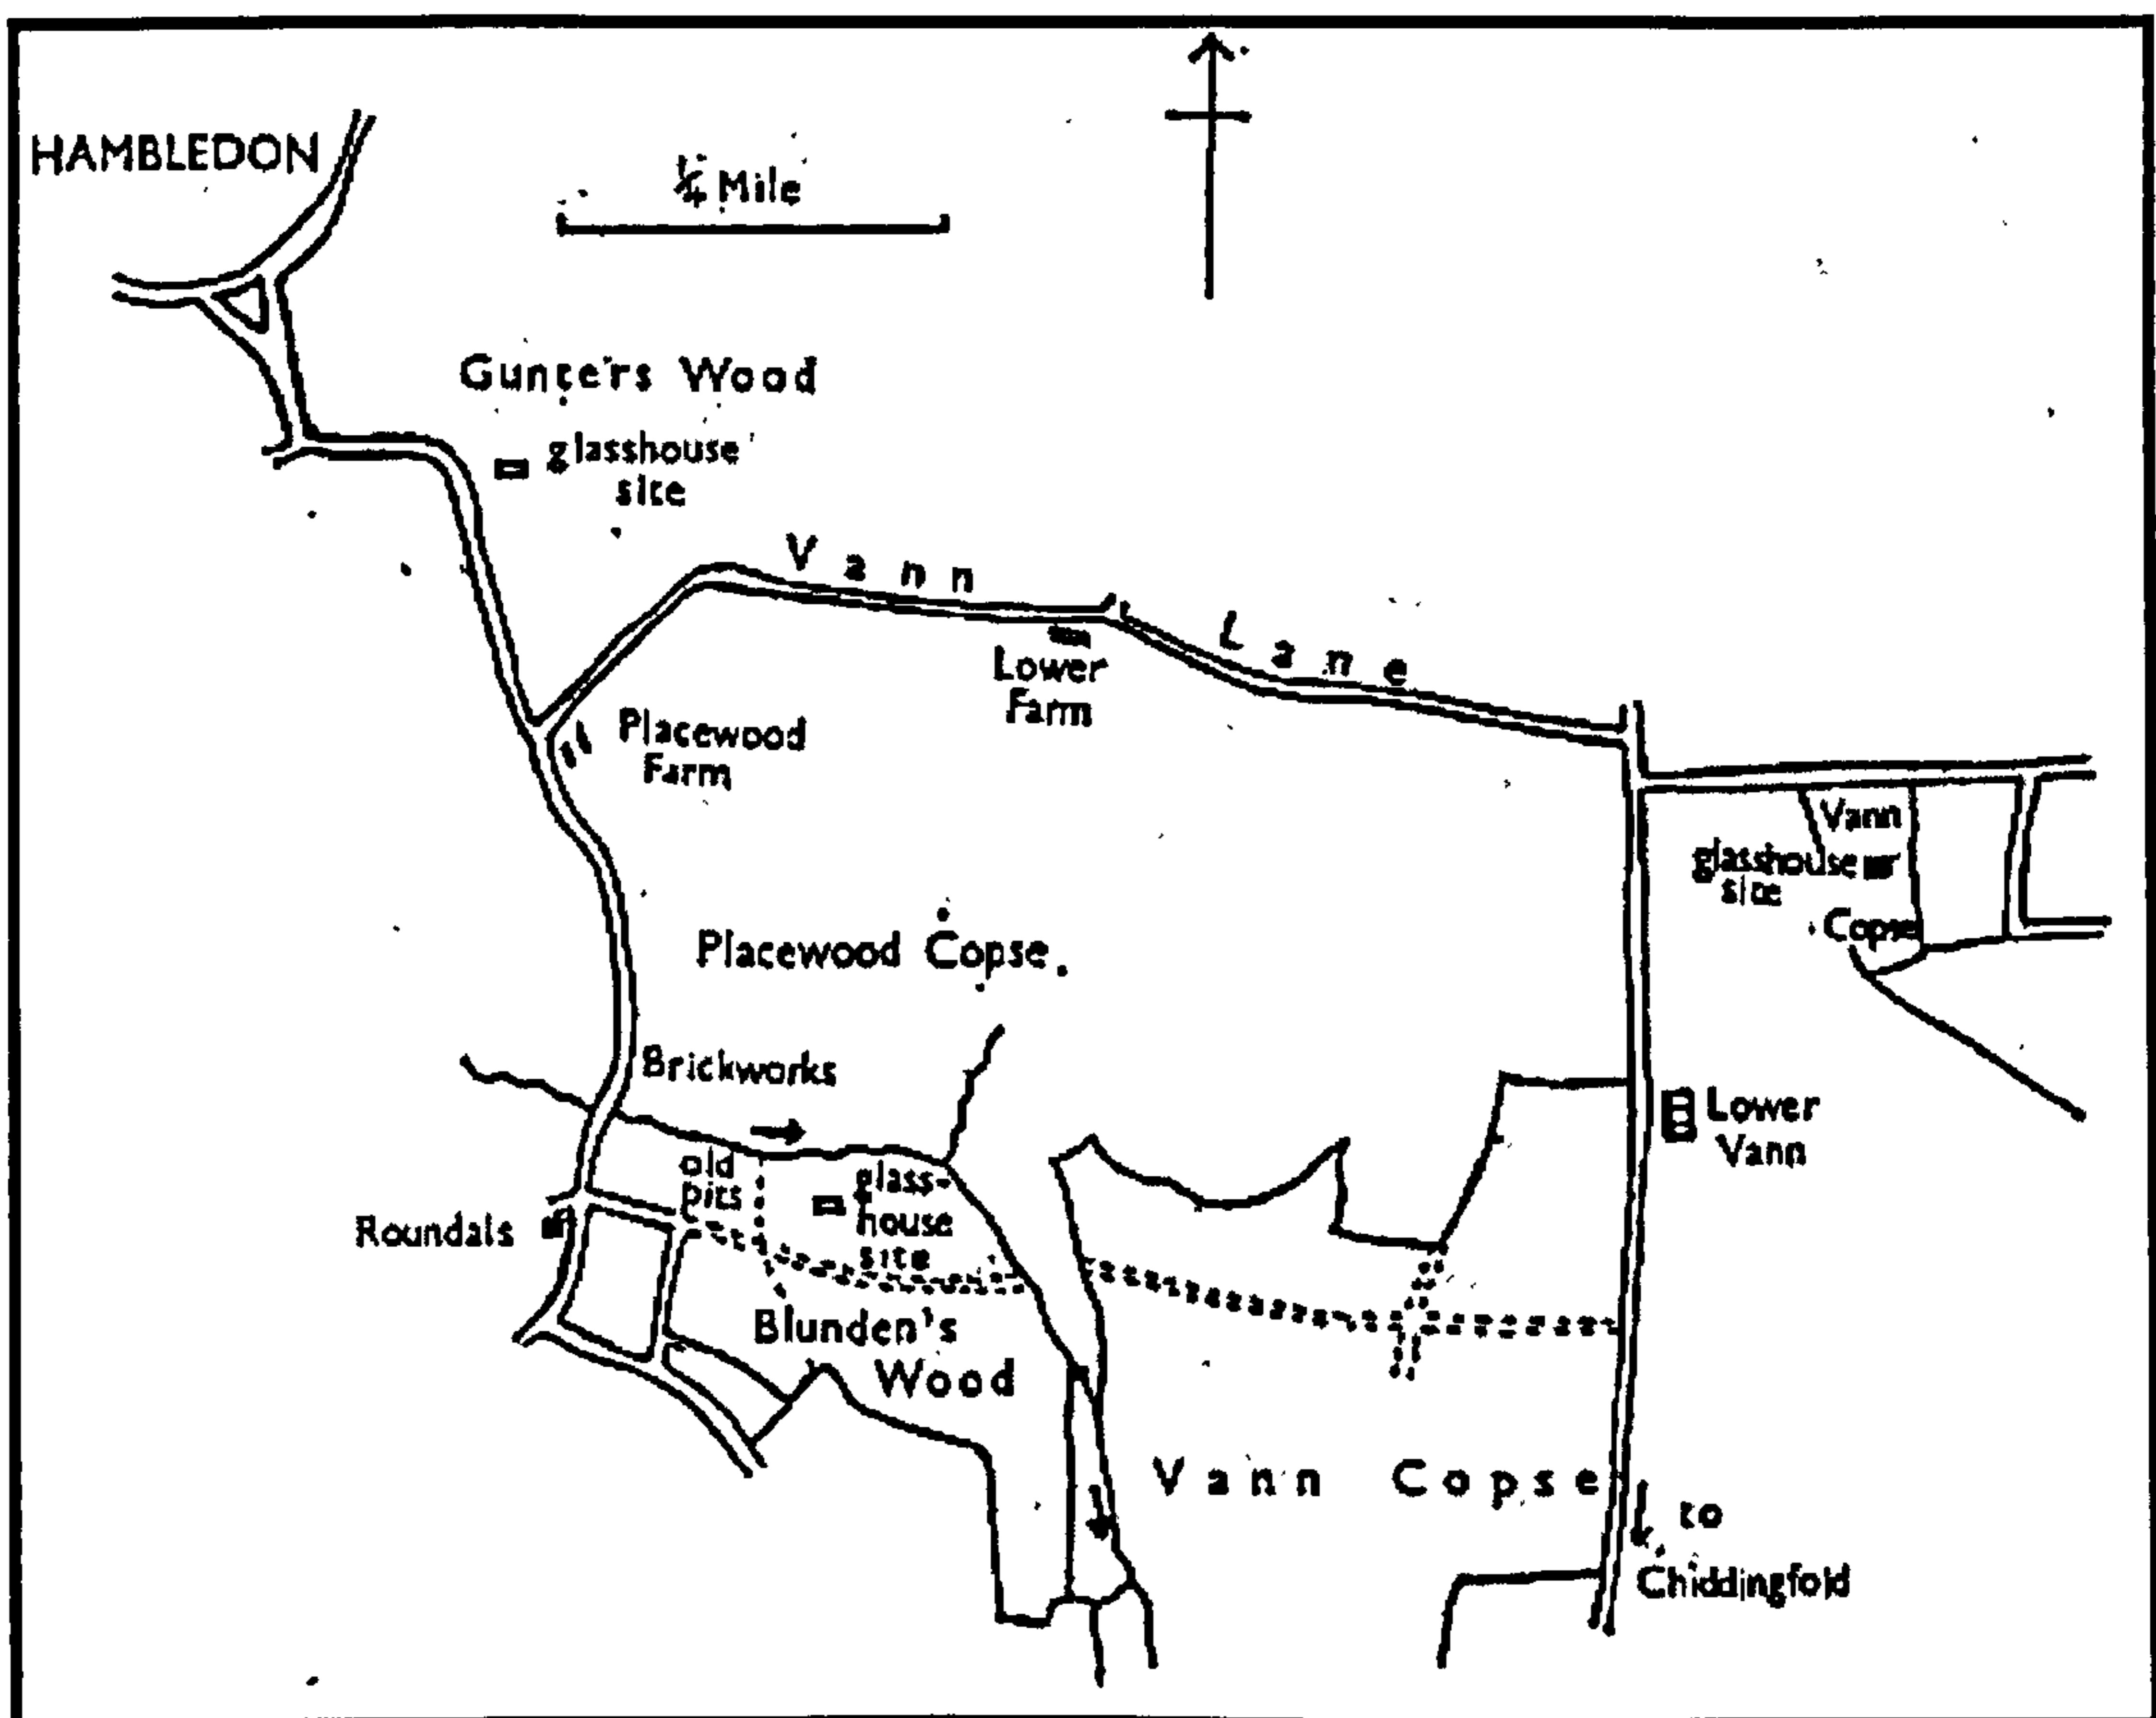 HAMBLEDON
¼ Mile
Gunter's Wood
glasshouse
site
Vann Lane
Lower
Farm
Placewood
Farm
Vann
glasshouse
site
Copse
Placewood Copse
Brickworks
Lower
Vann
old
pits
glass-
house
site
Roundals
Blunden's
Wood
Vann Copse
to
Chiddingfold